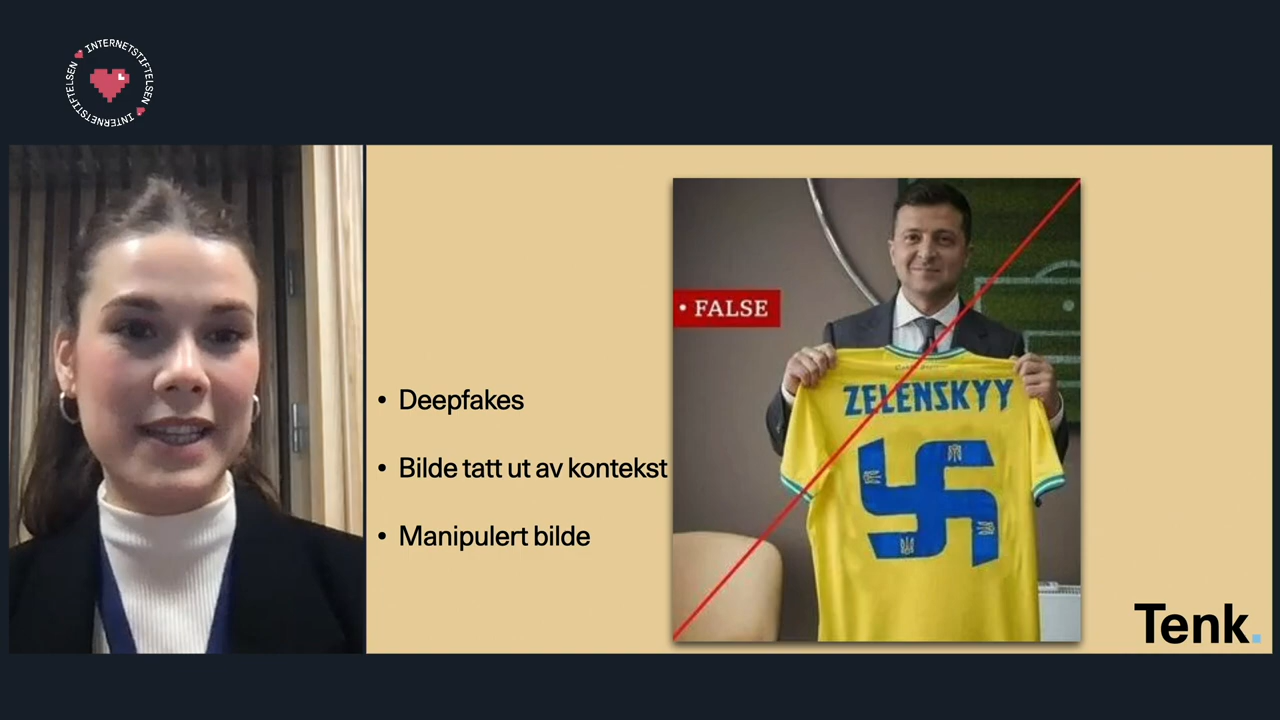 INTERNETSTIFTELSEN
INTERNETSTIFTELSEN
• FALSE
ZELENSKYY
• Deepfakes
• Bilde tatt ut av kontekst
• Manipulert bilde
Tenk.